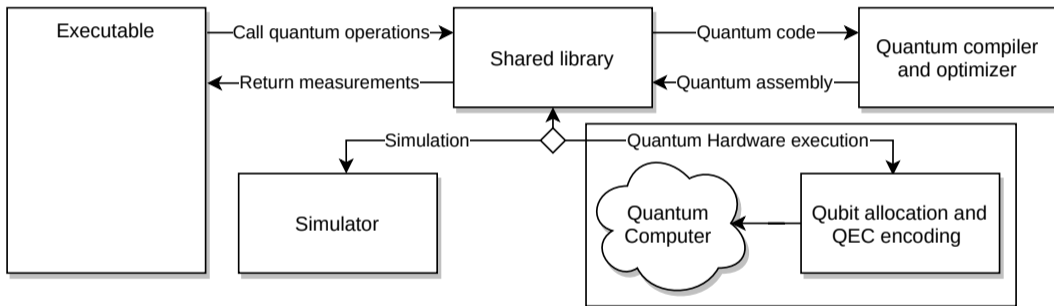 Executable
Call quantum operations
Return measurements
Shared library
Quantum code
Quantum assembly
Quantum compiler
and optimizer
Simulation
Quantum Hardware execution
Simulator
Quantum
Computer
Qubit allocation and
QEC encoding